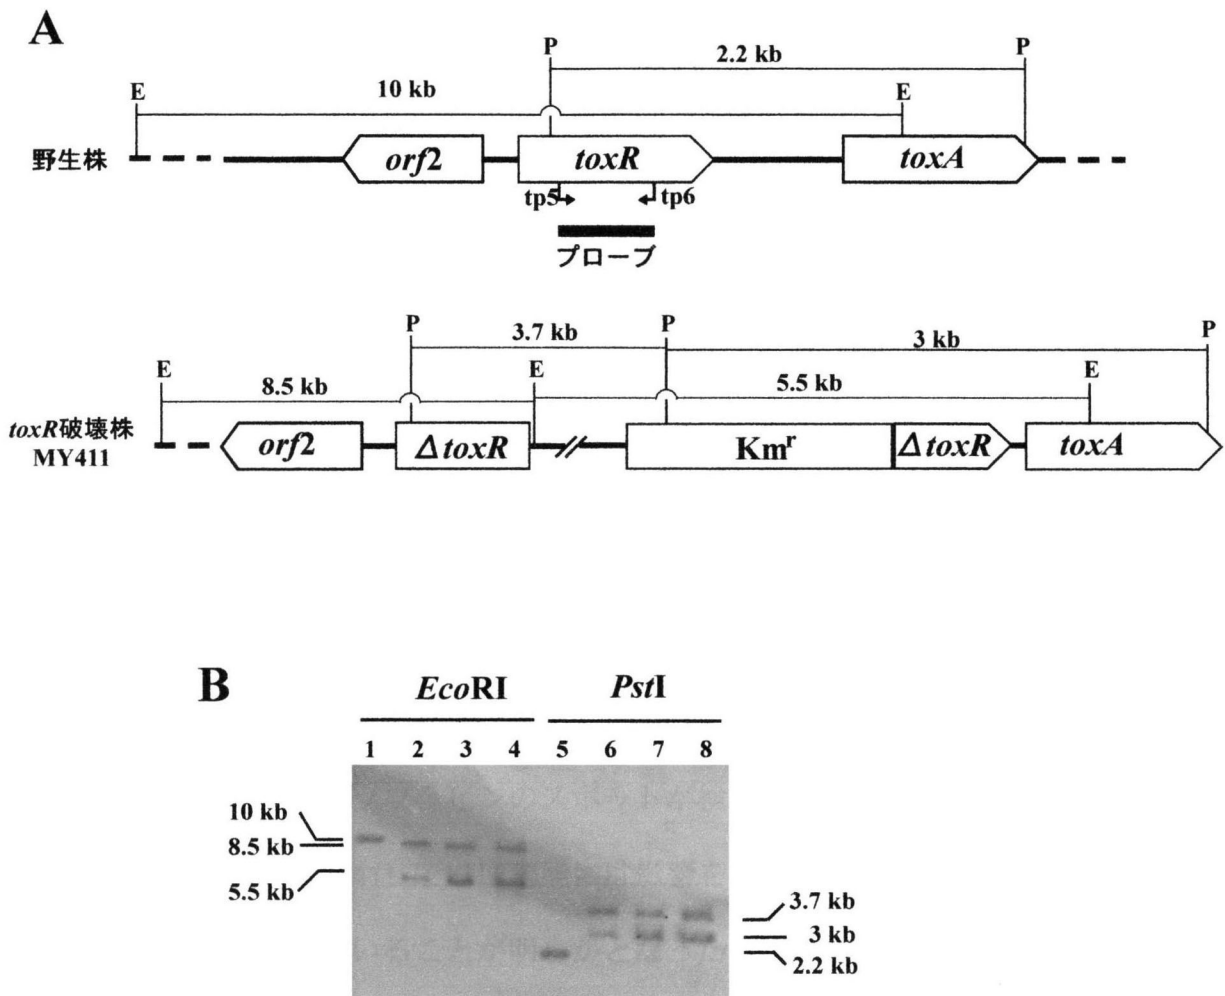 A
P
P
2.2 kb
E
10 kb
E
野生株
orf2
toxR
toxA
tp5
tp6
プローブ
P
3.7 kb
P
3 kb
P
E
8.5 kb
E
5.5 kb
E
toxR破壊株
MY411
orf2
ΔtoxR
Kmʳ
ΔtoxR
toxA
B
EcoRI
PstI
1 2 3 4 5 6 7 8
10 kb
8.5 kb
5.5 kb
3.7 kb
3 kb
2.2 kb